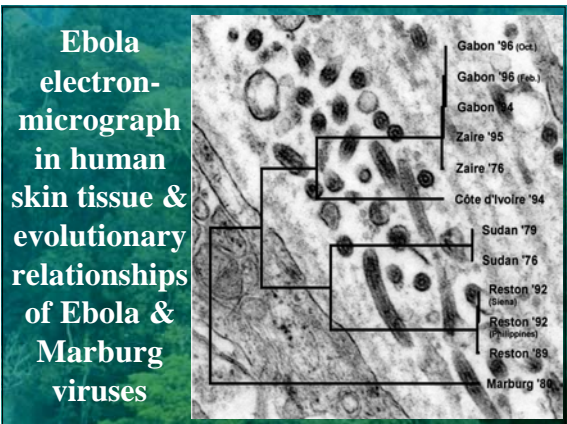 Ebola
electron-
micrograph
in human
skin tissue &
evolutionary
relationships
of Ebola &
Marburg
viruses
Gabon '96 (Oct.)
Gabon '96 (Feb.)
Gabon '94
Zaire '95
Zaire '76
Côte d'Ivoire '94
Sudan '79
Sudan '76
Reston '92
(Siena)
Reston '92
(Philippines)
Reston '89
Marburg '80